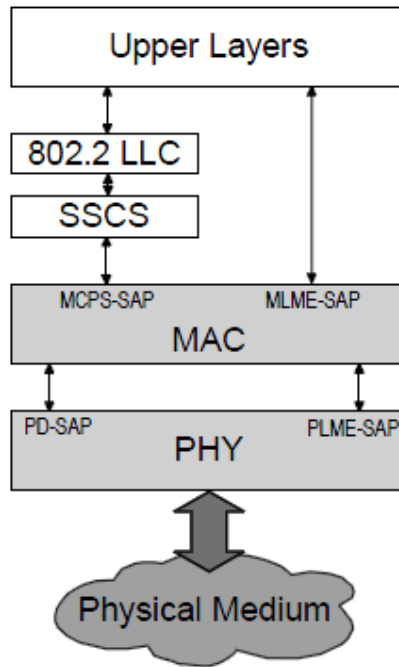 Upper Layers
802.2 LLC
SSCS
MCPS-SAP MLME-SAP
MAC
PD-SAP PLME-SAP
PHY
Physical Medium